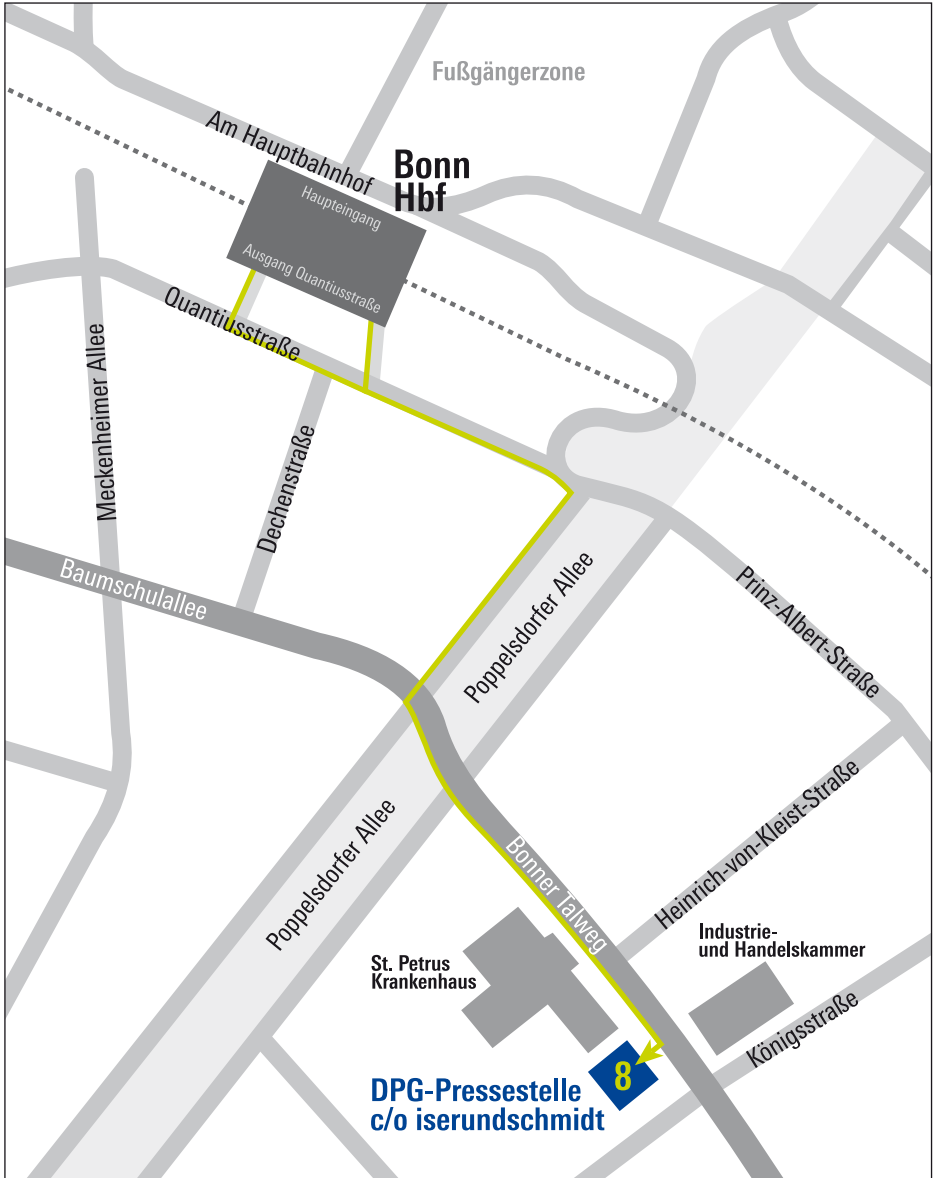 Fußgängerzone
Am Hauptbahnhof
Bonn
Hbf
Haupteingang
Ausgang Quantiusstraße
Quantiusstraße
Meckenheimer Allee
Dechenstraße
Baumschulallee
Poppelsdorfer Allee
Prinz-Albert-Straße
Poppelsdorfer Allee
Bonner Talweg
Heinrich-von-Kleist-Straße
Industrie-
und Handelskammer
St. Petrus
Krankenhaus
Königsstraße
8
DPG-Pressestelle
c/o iserundschmidt